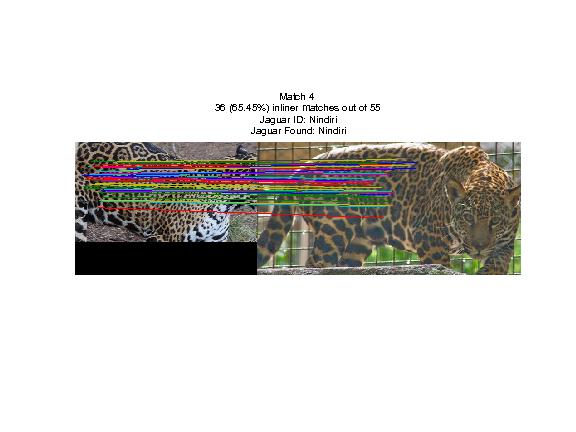 Match 4
36 (65.45%) inliner matches out of 55
Jaguar ID: Nindiri
Jaguar Found: Nindiri